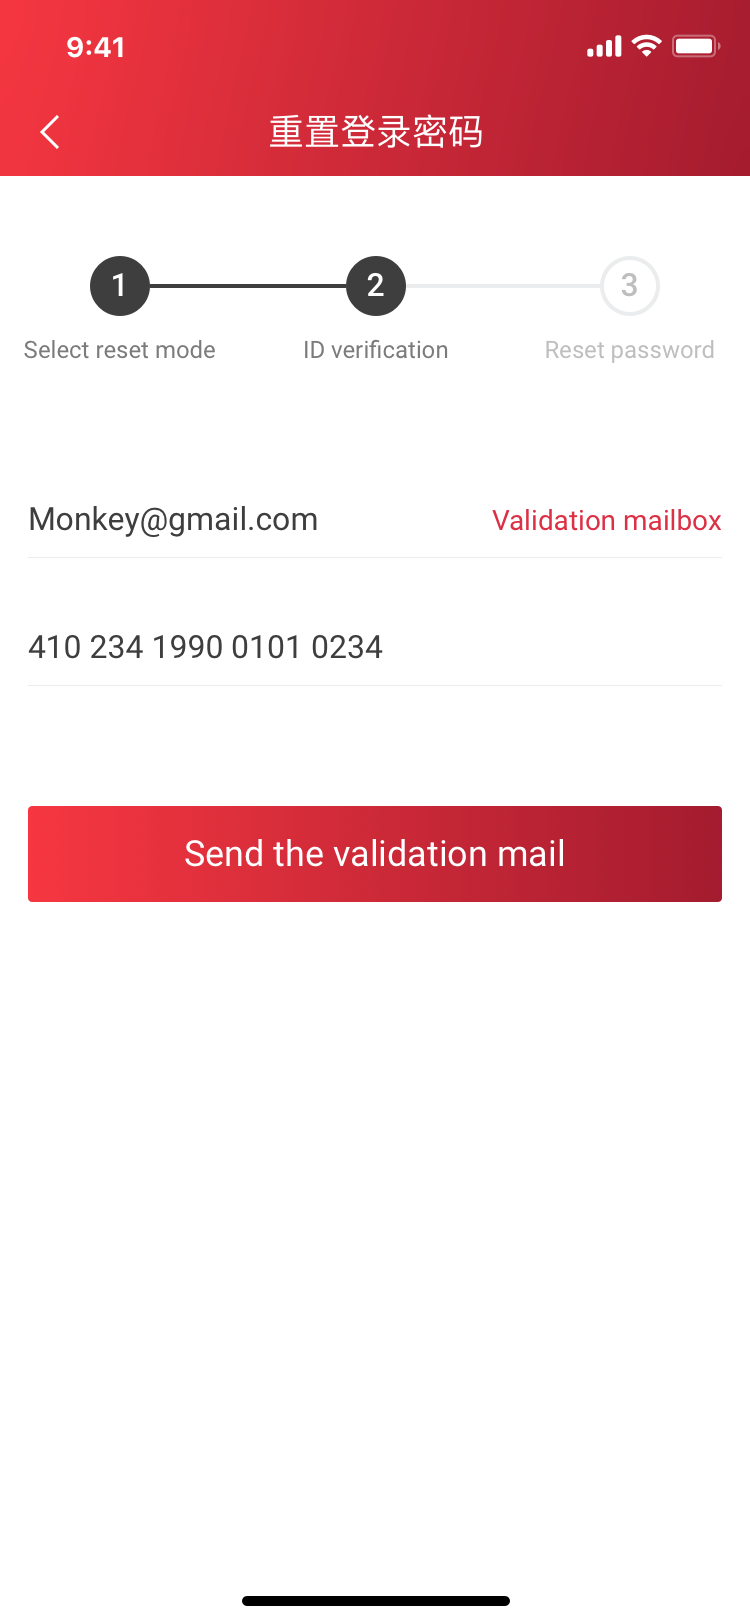 9:41
重置登录密码
1
2
3
Select reset mode
ID verification
Reset password
Monkey@gmail.com
Validation mailbox
410 234 1990 0101 0234
Send the validation mail